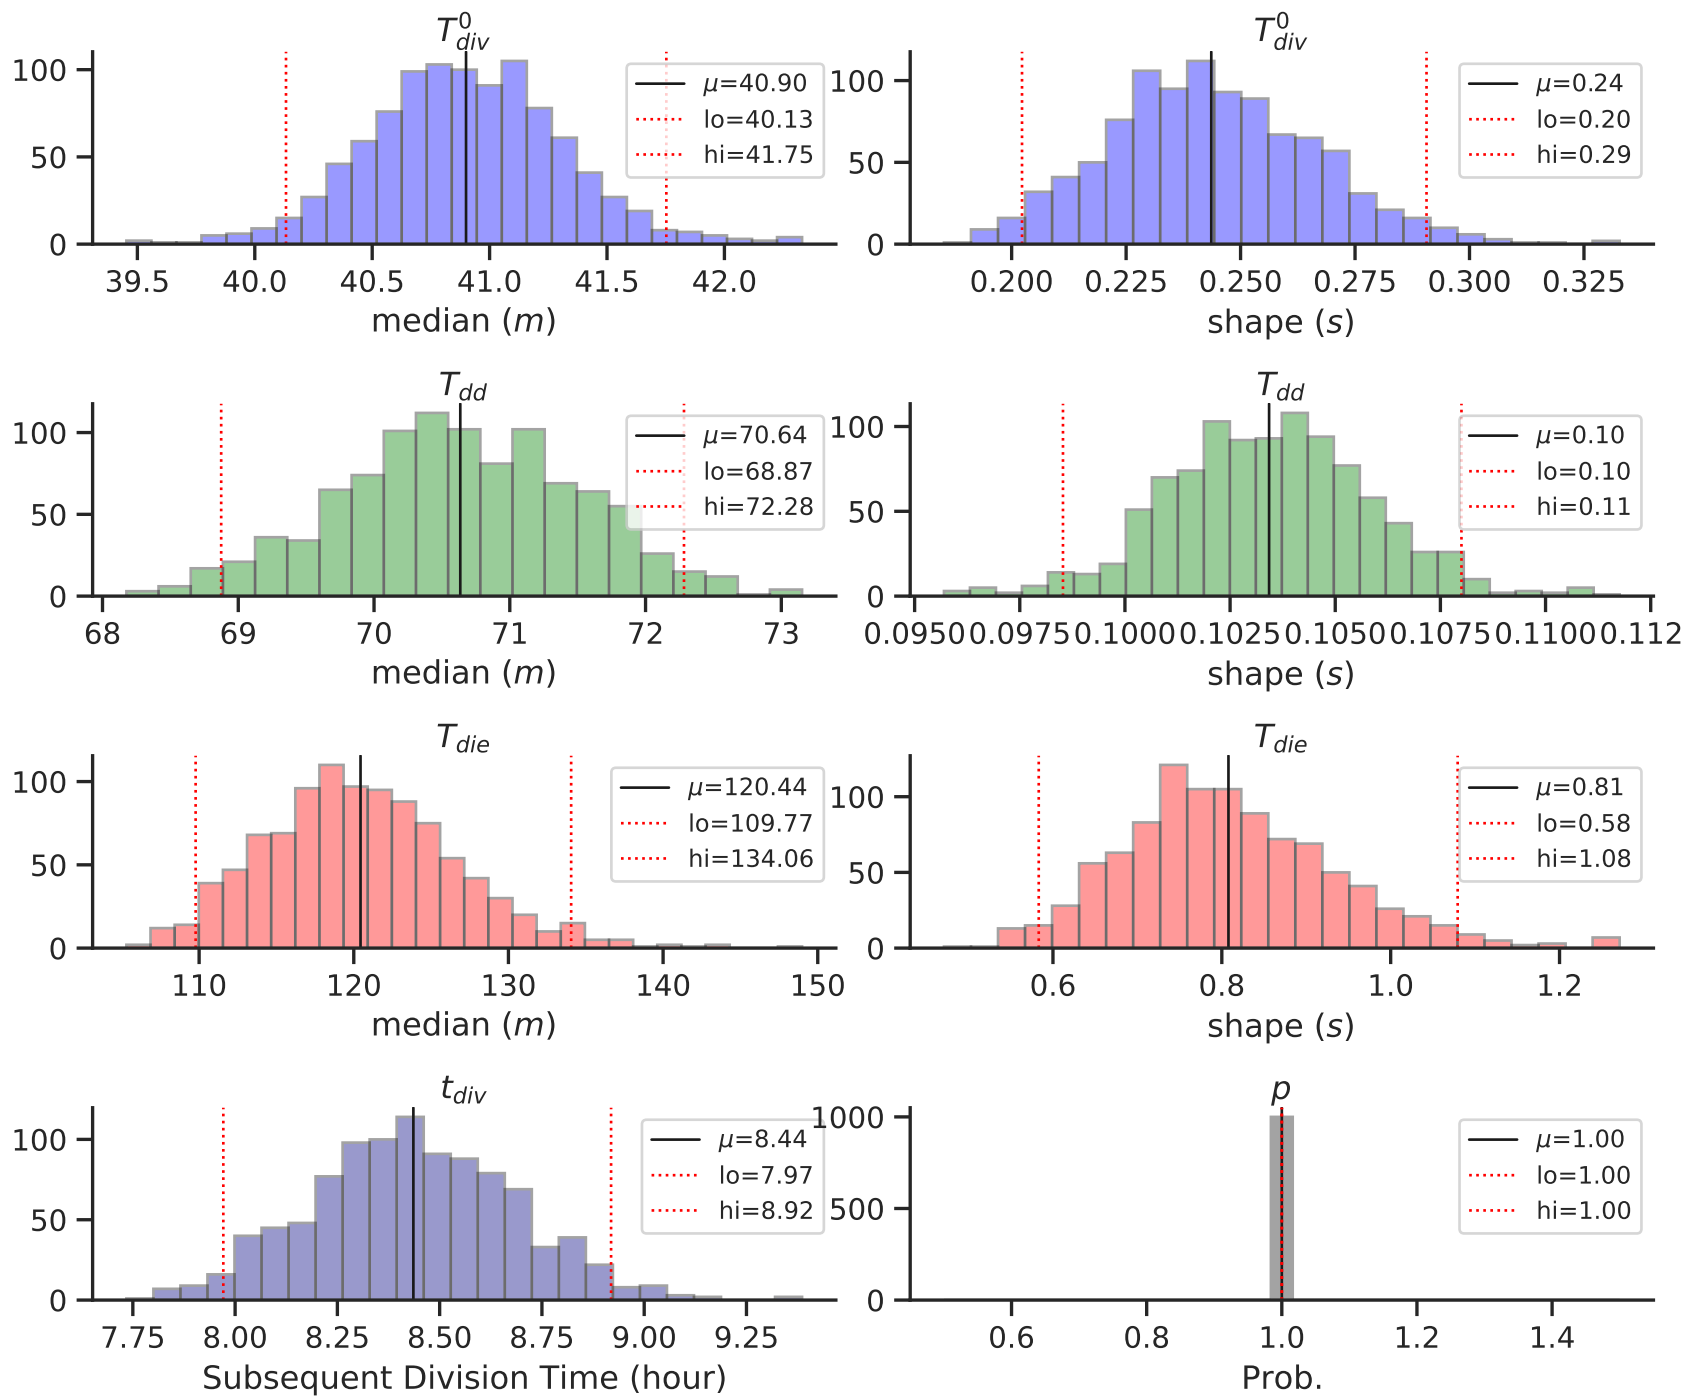 T⁰div
100
50
0
μ=40.90
lo=40.13
hi=41.75
39.5 40.0 40.5 41.0 41.5 42.0
median (m)
T⁰div
100
50
0
μ=0.24
lo=0.20
hi=0.29
0.200 0.225 0.250 0.275 0.300 0.325
shape (s)
Tdd
100
50
0
μ=70.64
lo=68.87
hi=72.28
68 69 70 71 72 73
median (m)
Tdd
100
50
0
μ=0.10
lo=0.10
hi=0.11
0.0950 0.0975 0.1000 0.1025 0.1050 0.1075 0.1100 0.112
shape (s)
Tdie
100
50
0
μ=120.44
lo=109.77
hi=134.06
110 120 130 140 150
median (m)
Tdie
100
50
0
μ=0.81
lo=0.58
hi=1.08
0.6 0.8 1.0 1.2
shape (s)
tdiv
100
50
0
μ=8.44
lo=7.97
hi=8.92
7.75 8.00 8.25 8.50 8.75 9.00 9.25
Subsequent Division Time (hour)
p
1000
500
0
μ=1.00
lo=1.00
hi=1.00
0.6 0.8 1.0 1.2 1.4
Prob.